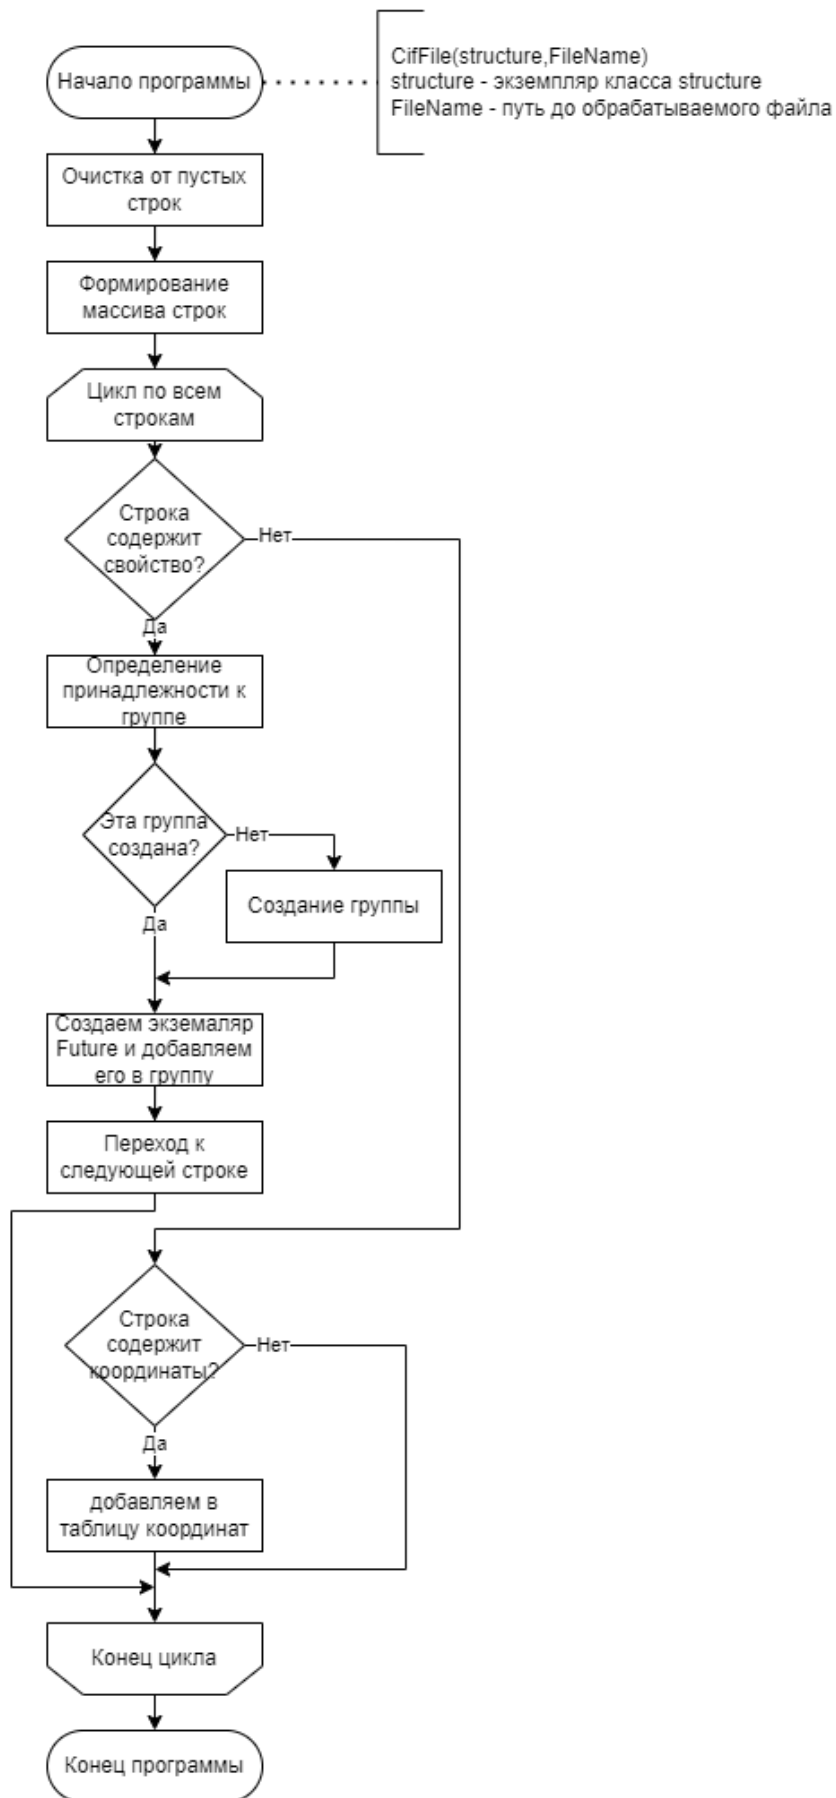 Начало программы
CifFile(structure,FileName)
structure - экземпляр класса structure
FileName - путь до обрабатываемого файла
Очистка от пустых
строк
Формирование
массива строк
Цикл по всем
строкам
Строка
содержит
свойство?
Нет
Да
Определение
принадлежности к
группе
Эта группа
создана?
Нет
Создание группы
Да
Создаем экземаляр
Future и добавляем
его в группу
Переход к
следующей строке
Строка
содержит
координаты?
Нет
Да
добавляем в
таблицу координат
Конец цикла
Конец программы